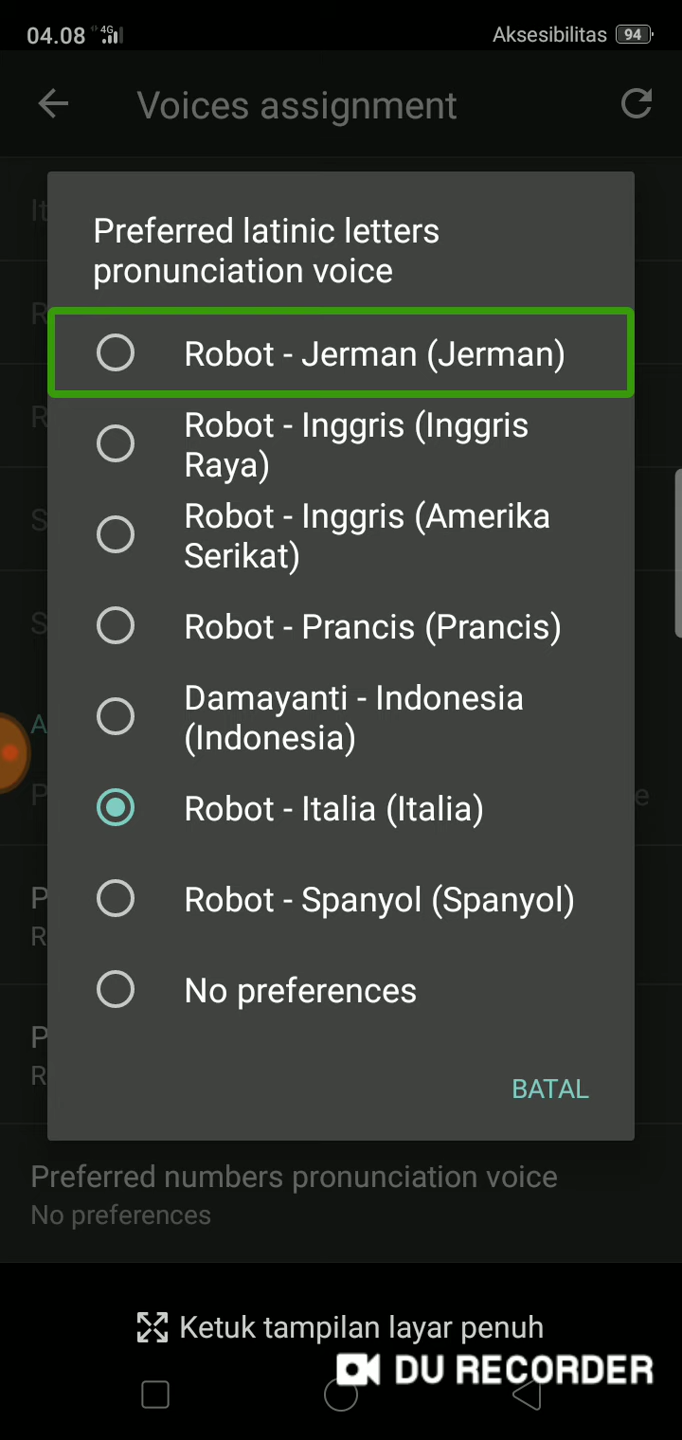 04.08 4G Aksesibilitas 94
Voices assignment
It
Preferred latinic letters
pronunciation voice
R
Robot - Jerman (Jerman)
R
Robot - Inggris (Inggris
Raya)
S
Robot - Inggris (Amerika
Serikat)
S
Robot - Prancis (Prancis)
A
Damayanti - Indonesia
(Indonesia)
P e
Robot - Italia (Italia)
P
Robot - Spanyol (Spanyol)
R
No preferences
P
R
BATAL
Preferred numbers pronunciation voice
No preferences
Ketuk tampilan layar penuh
DU RECORDER